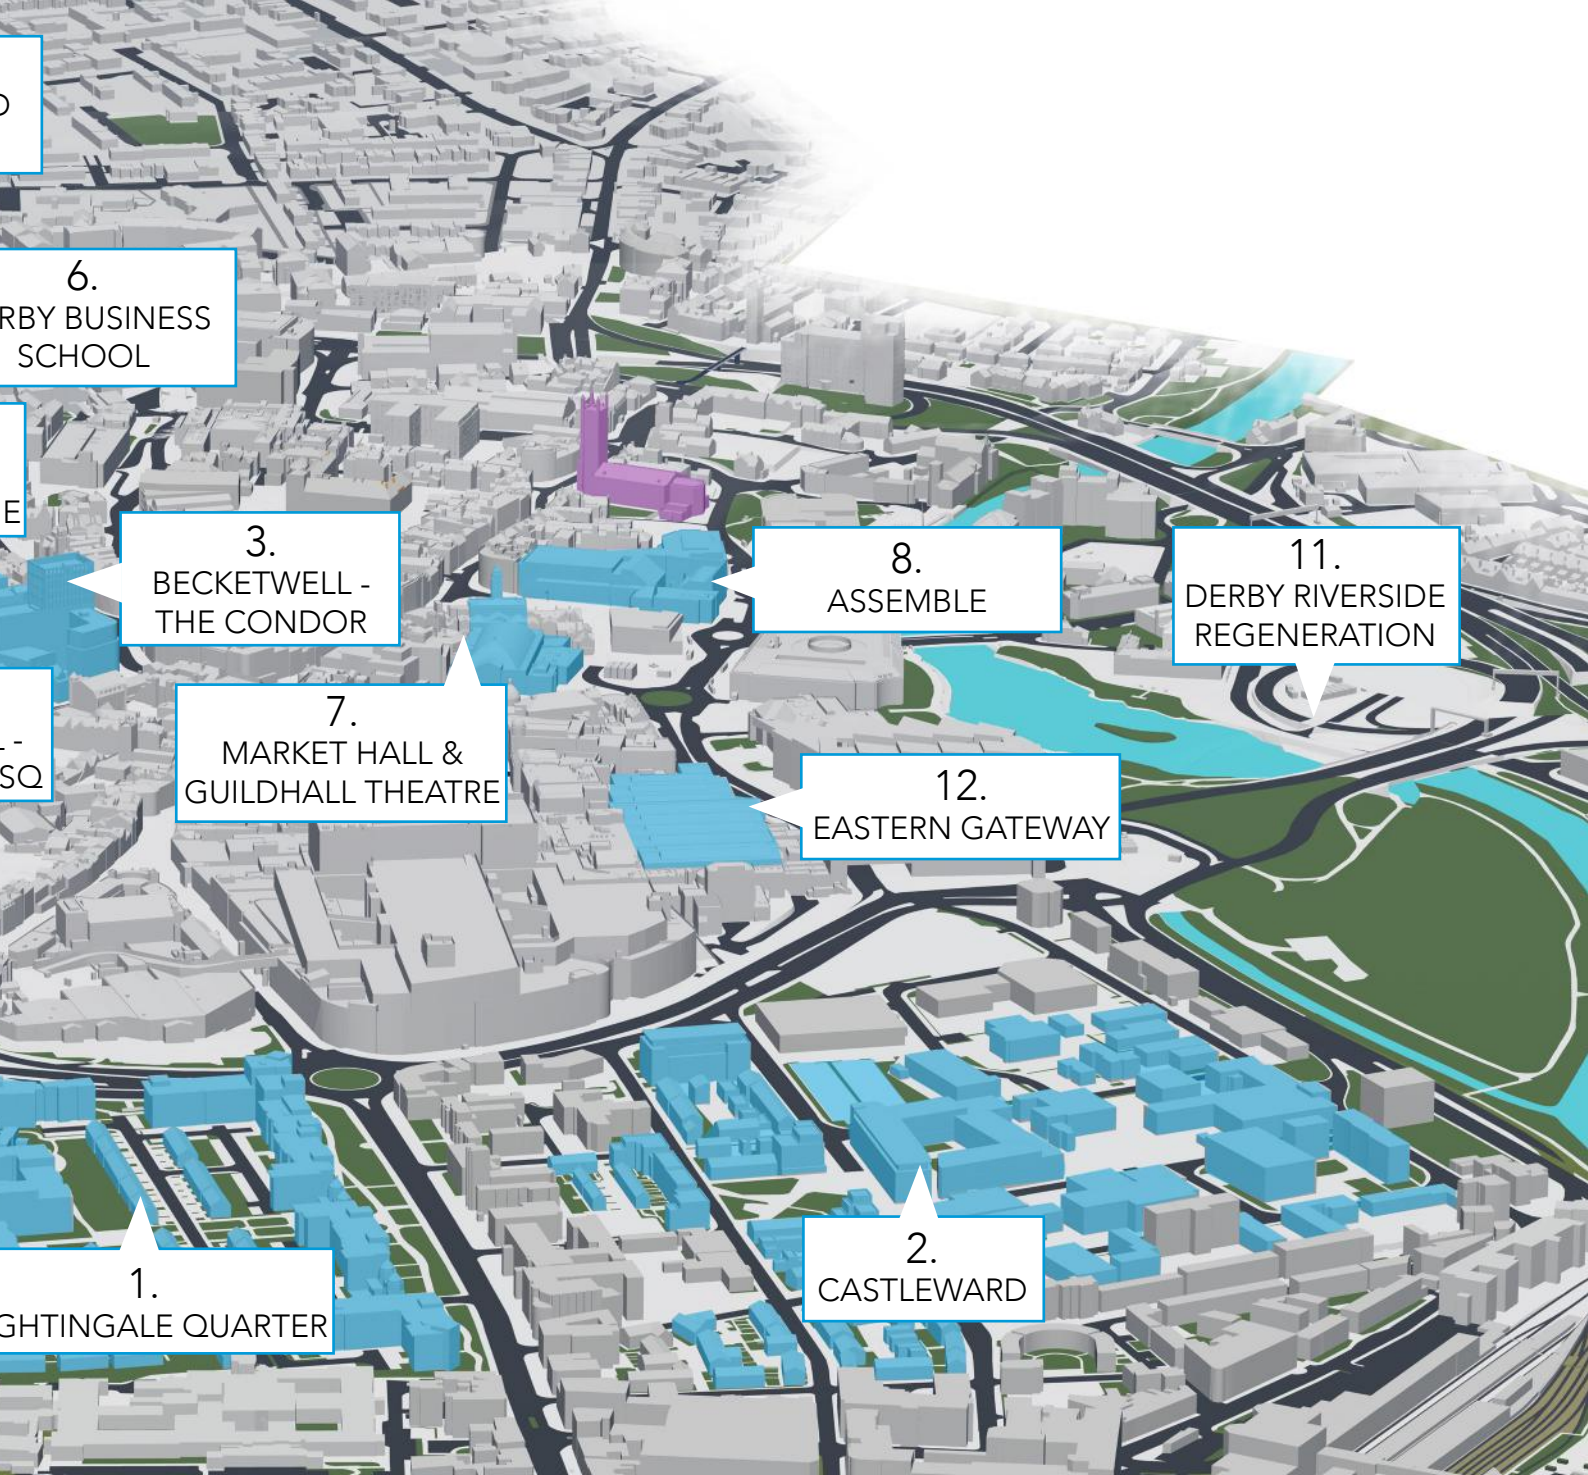 D
6.
RBY BUSINESS
SCHOOL
E
3.
BECKETWELL -
THE CONDOR
8.
ASSEMBLE
11.
DERBY RIVERSIDE
REGENERATION
-
SQ
7.
MARKET HALL &
GUILDHALL THEATRE
12.
EASTERN GATEWAY
2.
CASTLEWARD
1.
GHTINGALE QUARTER